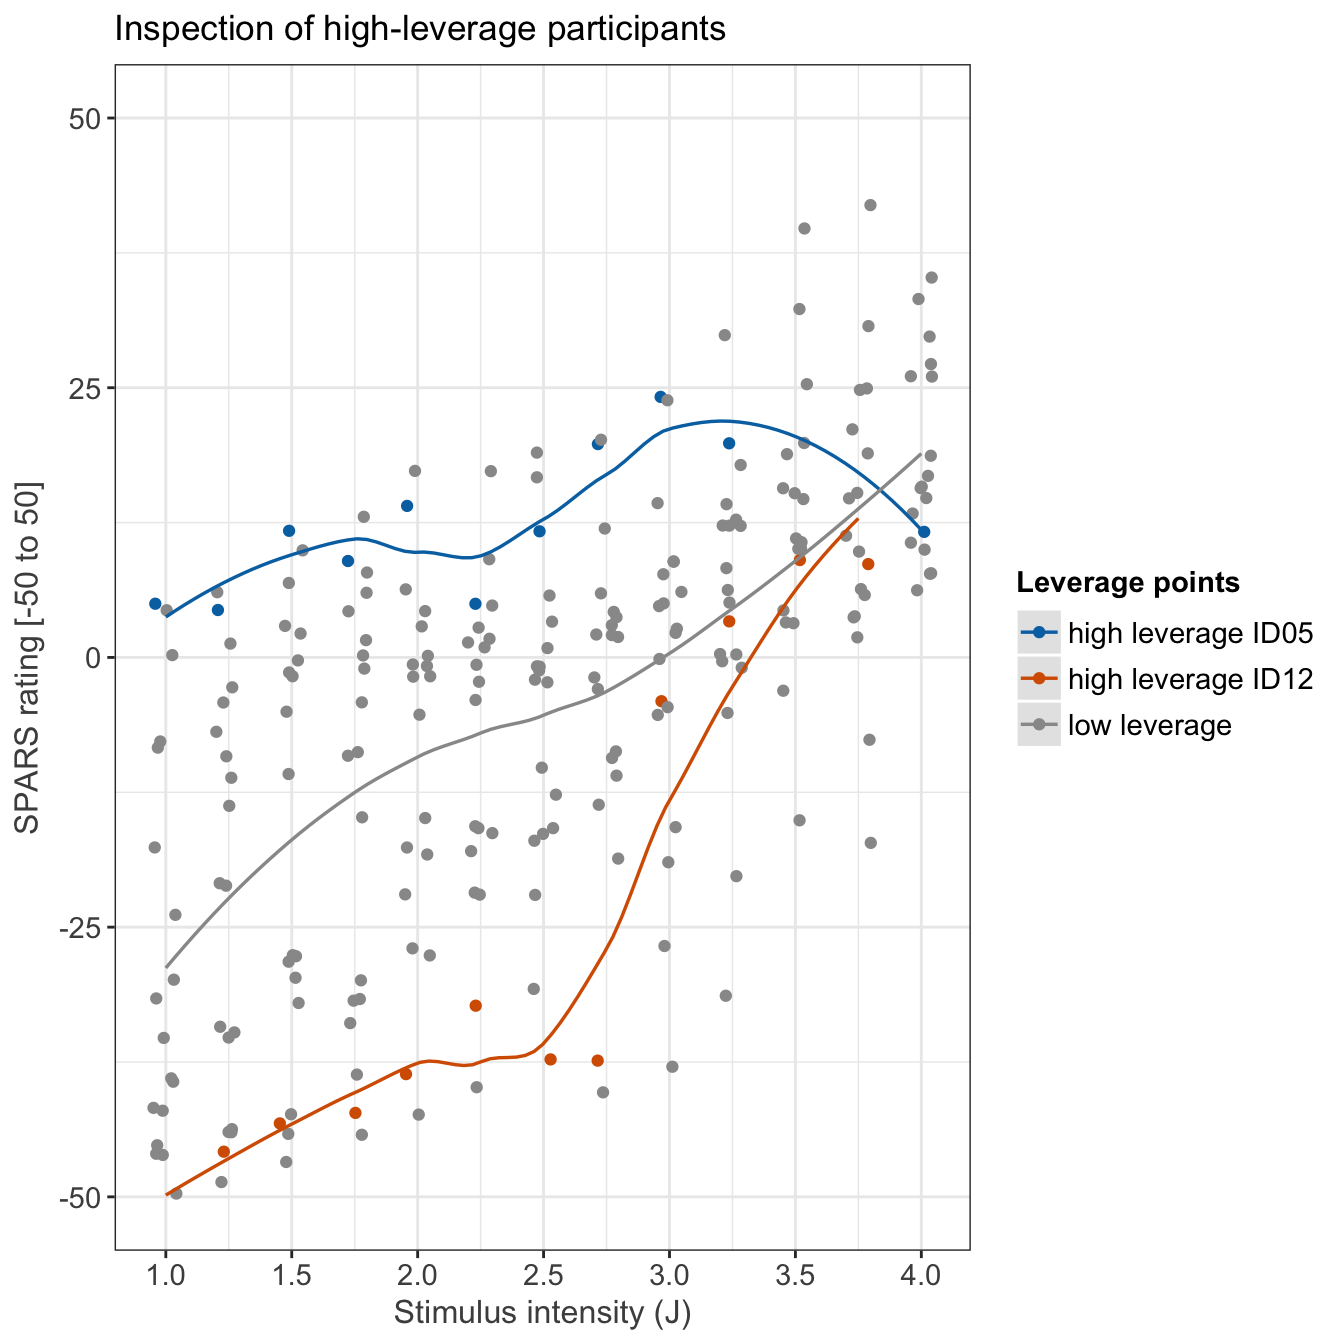 Inspection of high-leverage participants
50
25
0
-25
-50
SPARS rating [-50 to 50]
1.0 1.5 2.0 2.5 3.0 3.5 4.0
Stimulus intensity (J)
Leverage points
high leverage ID05
high leverage ID12
low leverage